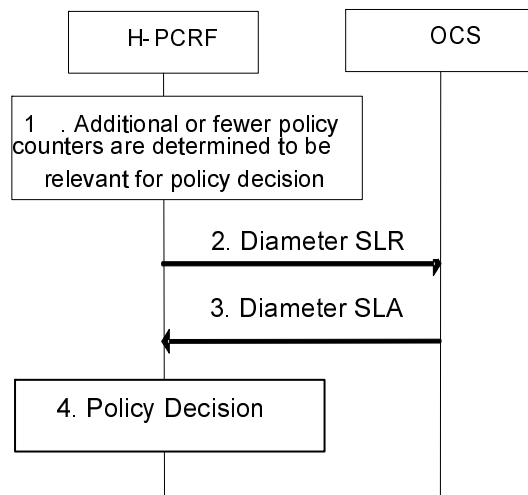 H-PCRF
OCS
1 . Additional or fewer policy
counters are determined to be
relevant for policy decision
2. Diameter SLR
3. Diameter SLA
4. Policy Decision